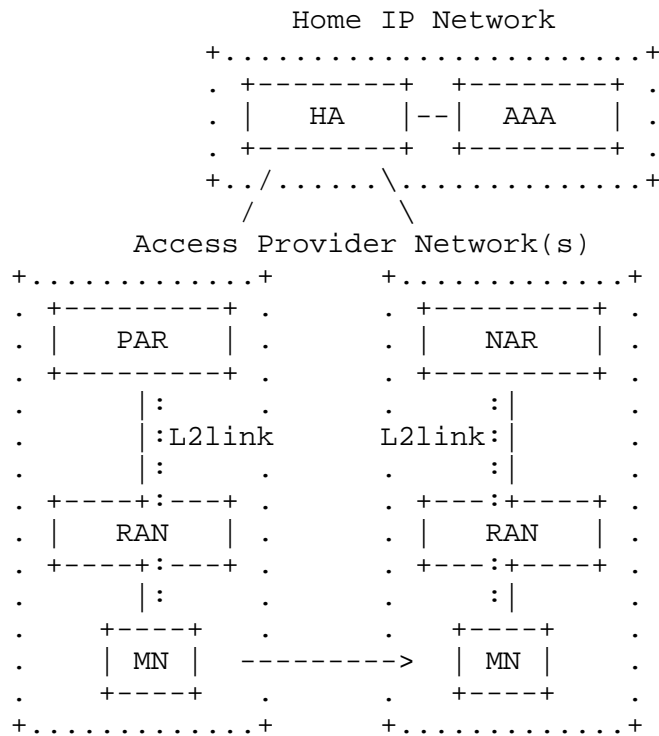 Home IP Network
HA AAA
Access Provider Network(s)
PAR NAR
L2link L2link
RAN RAN
MN MN